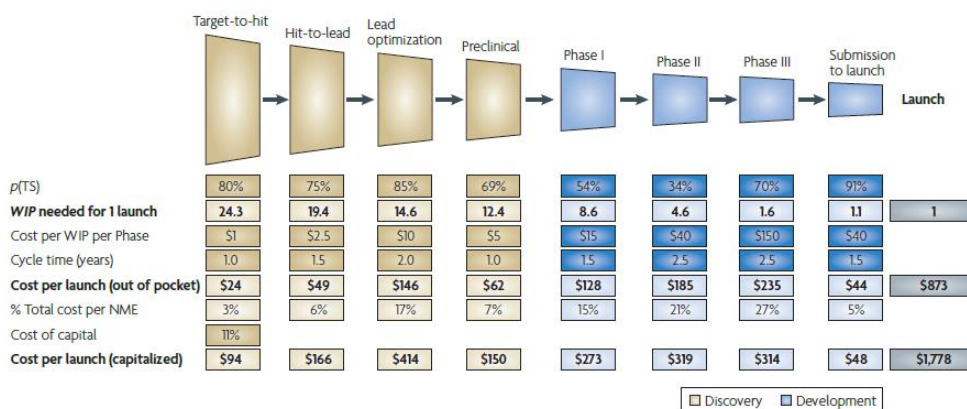 Target-to-hit Hit-to-lead Lead optimization Preclinical Phase I Phase II Phase III Submission to launch
Launch
p(TS) 80% 75% 85% 69% 54% 34% 70% 91%
WIP needed for 1 launch 24.3 19.4 14.6 12.4 8.6 4.6 1.6 1.1 1
Cost per WIP per Phase $1 $2.5 $10 $5 $15 $40 $150 $40
Cycle time (years) 1.0 1.5 2.0 1.0 1.5 2.5 2.5 1.5
Cost per launch (out of pocket) $24 $49 $146 $62 $128 $185 $235 $44 $873
% Total cost per NME 3% 6% 17% 7% 15% 21% 27% 5%
Cost of capital 11%
Cost per launch (capitalized) $94 $166 $414 $150 $273 $319 $314 $48 $1,778
Discovery Development